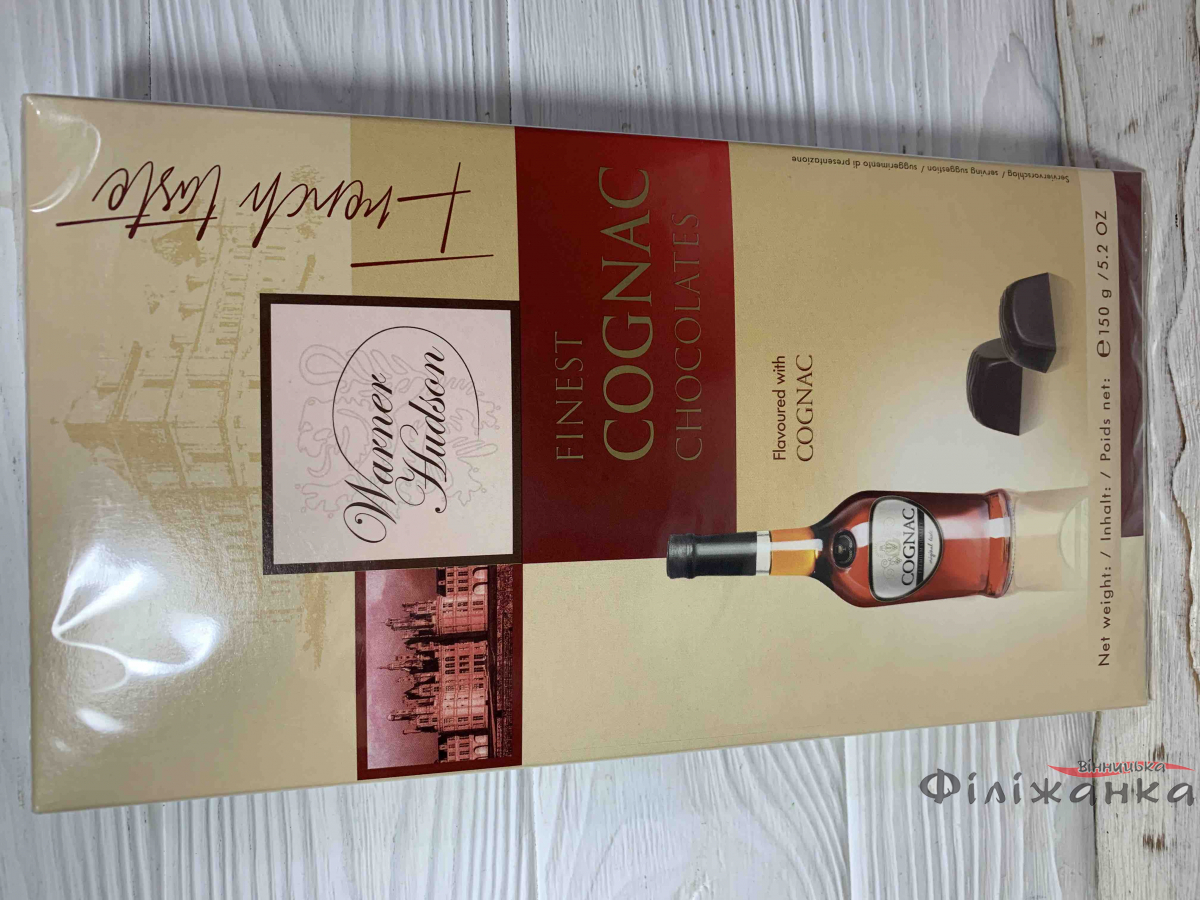 French taste
Warner
Hudson
FINEST
COGNAC
CHOCOLATES
Flavoured with
COGNAC
COGNAC
Serviervorschlag / serving suggestion / suggerimento di presentazione
Net weight: / Inhalt: / Poids net: ℮150 g / 5.2 OZ
Вінницька
Філіжанка